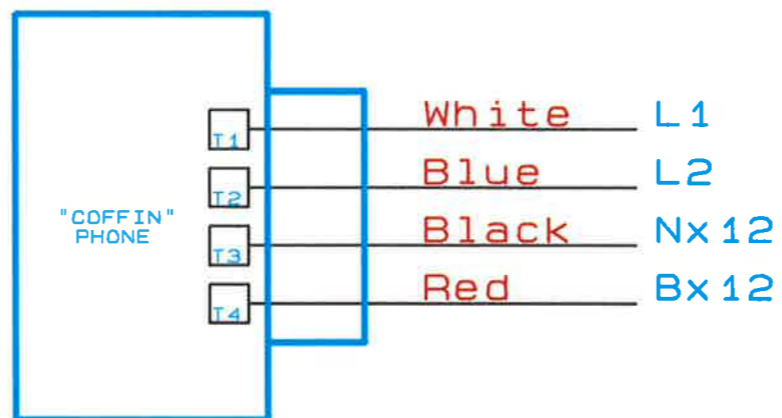 White L1
T1
Blue L2
T2
"COFFIN"
PHONE
Black Nx12
T3
Red Bx12
T4